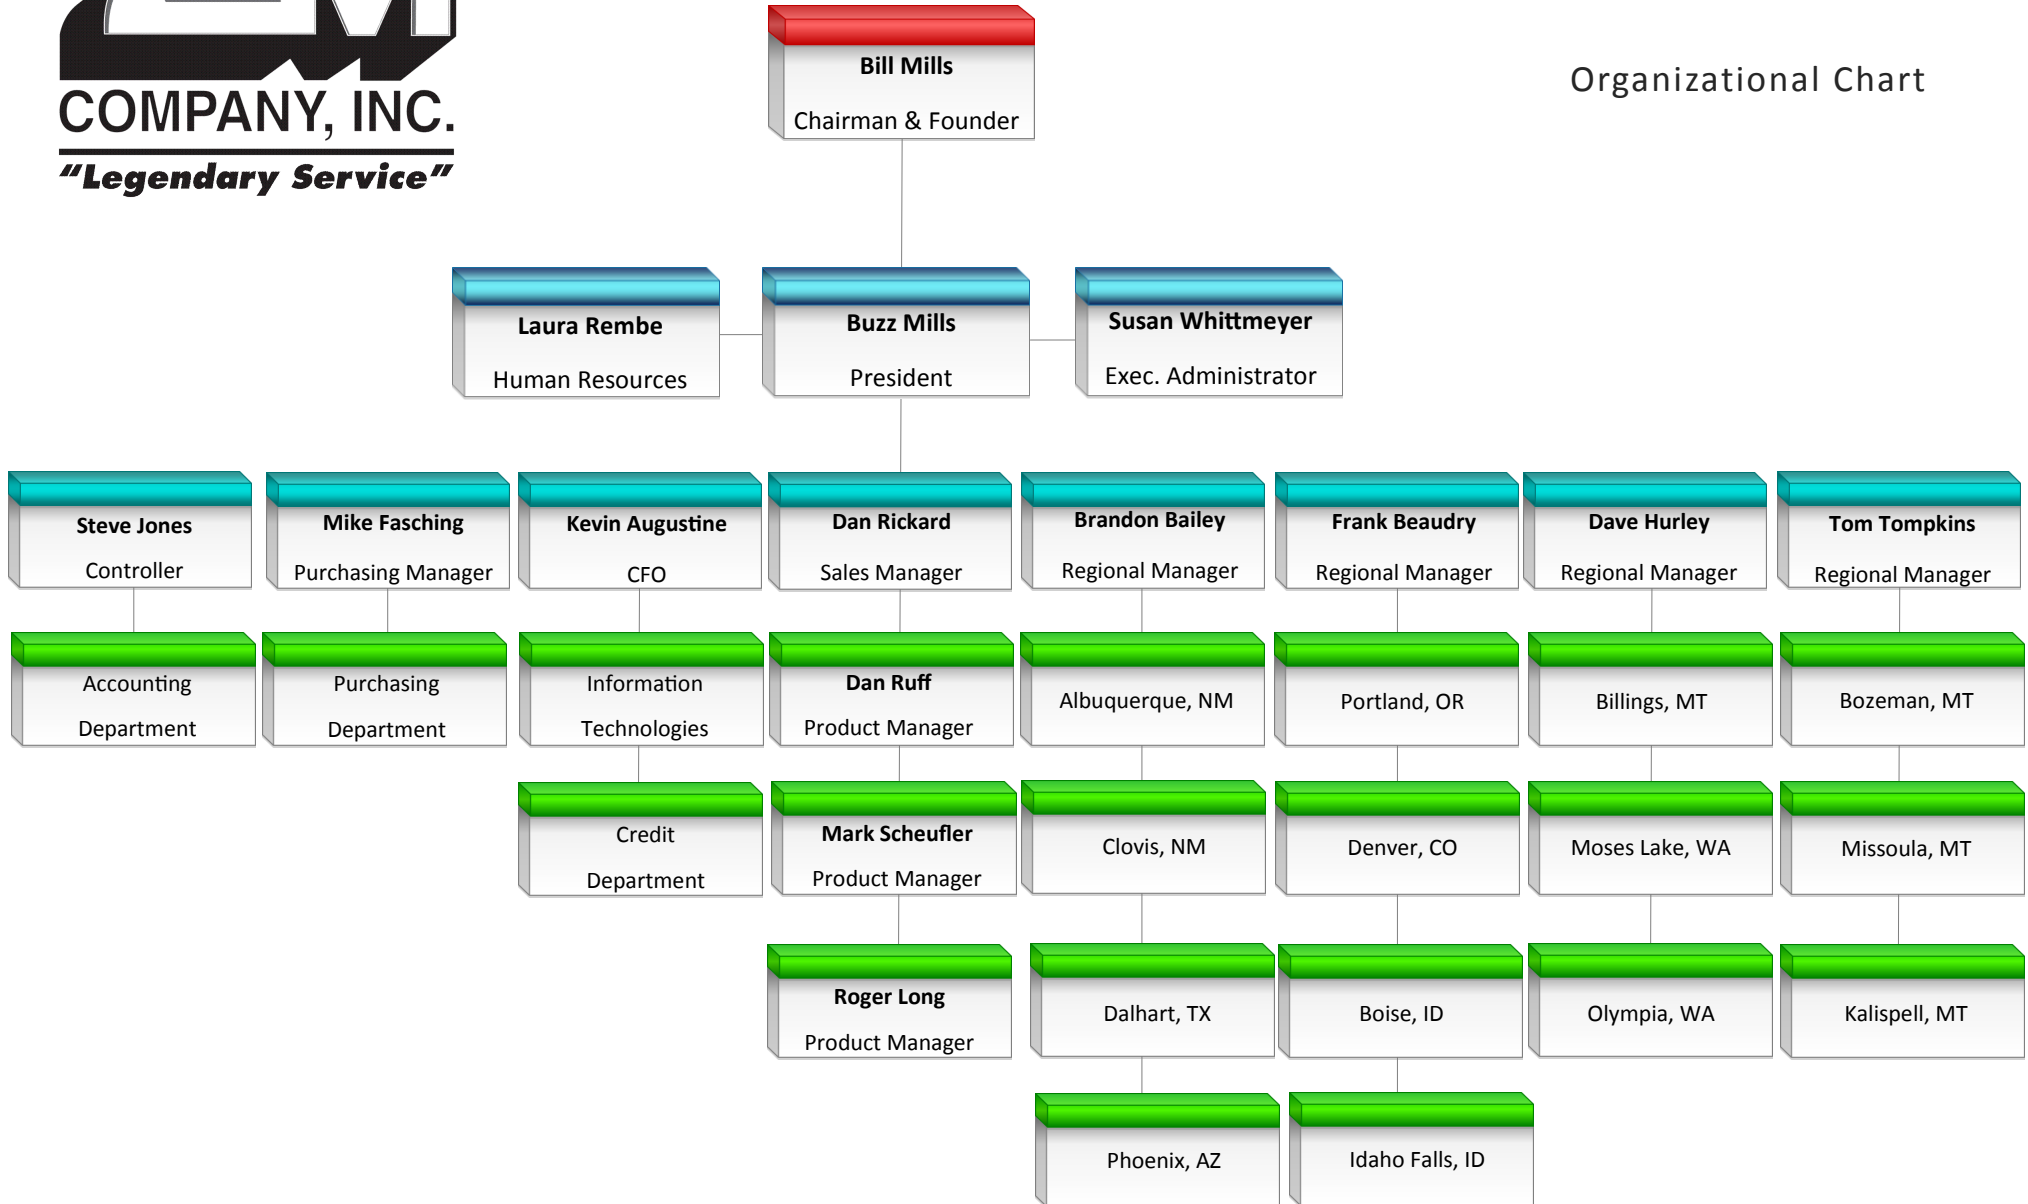 COMPANY, INC.
"Legendary Service"
Organizational Chart
Bill Mills
Chairman & Founder
Laura Rembe
Human Resources
Buzz Mills
President
Susan Whittmeyer
Exec. Administrator
Steve Jones
Controller
Mike Fasching
Purchasing Manager
Kevin Augustine
CFO
Dan Rickard
Sales Manager
Brandon Bailey
Regional Manager
Frank Beaudry
Regional Manager
Dave Hurley
Regional Manager
Tom Tompkins
Regional Manager
Accounting
Department
Purchasing
Department
Information
Technologies
Dan Ruff
Product Manager
Albuquerque, NM
Portland, OR
Billings, MT
Bozeman, MT
Credit
Department
Mark Scheufler
Product Manager
Clovis, NM
Denver, CO
Moses Lake, WA
Missoula, MT
Roger Long
Product Manager
Dalhart, TX
Boise, ID
Olympia, WA
Kalispell, MT
Phoenix, AZ
Idaho Falls, ID